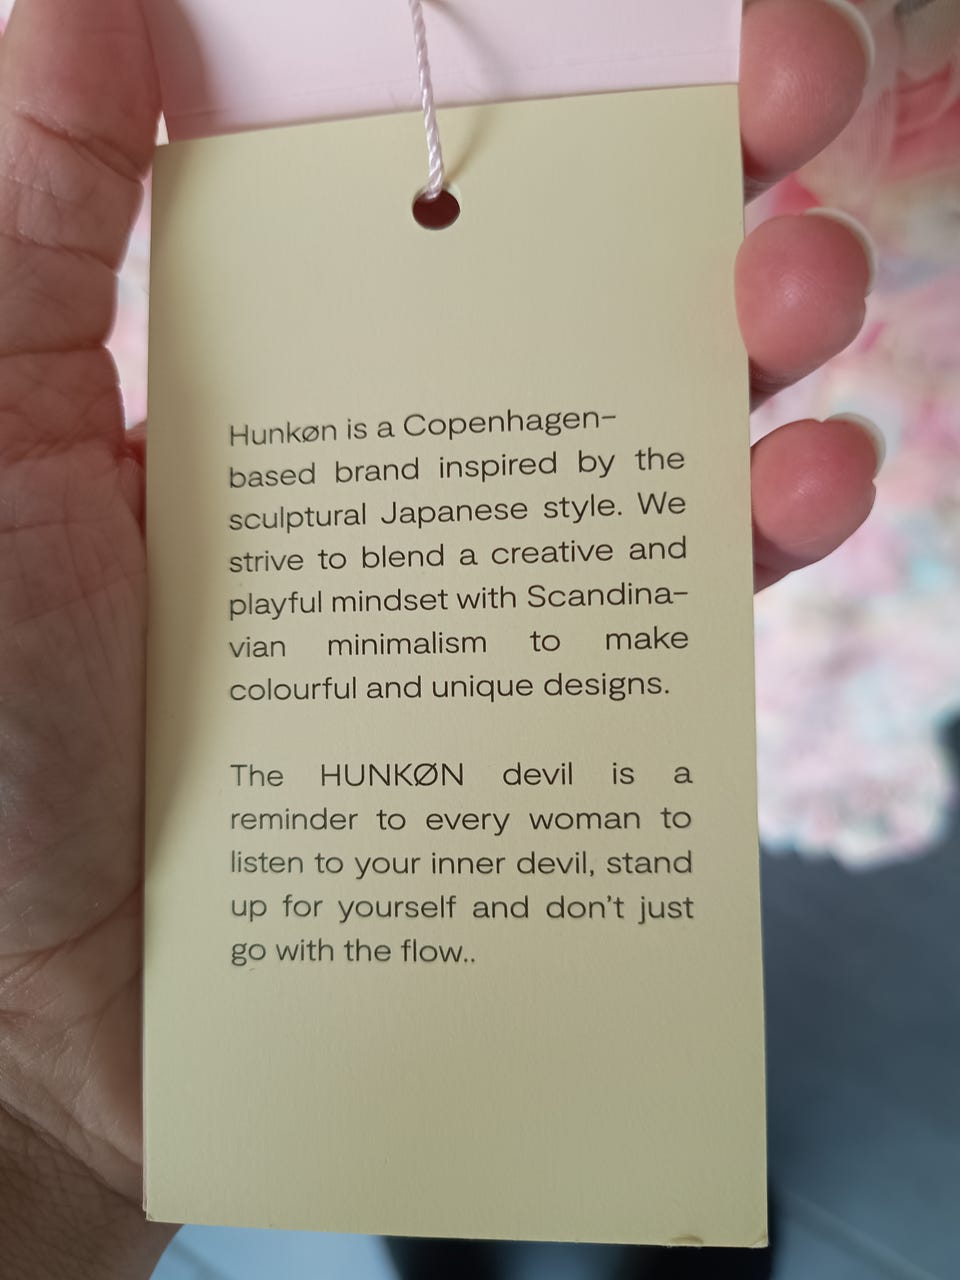 Hunkøn is a Copenhagen-
based brand inspired by the
sculptural Japanese style. We
strive to blend a creative and
playful mindset with Scandina-
vian minimalism to make
colourful and unique designs.
The HUNKØN devil is a
reminder to every woman to
listen to your inner devil, stand
up for yourself and don't just
go with the flow..